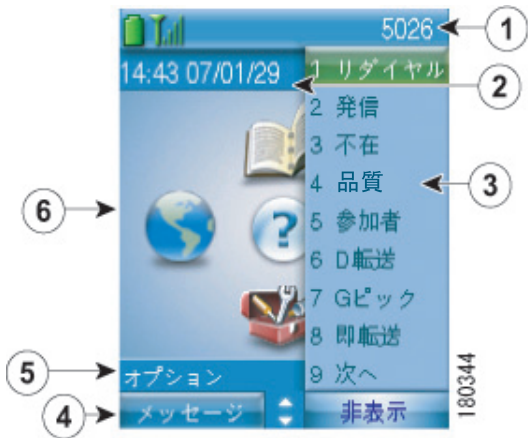 5026
①
14:43 07/01/29
②
1 リダイヤル
2 発信
3 不在
4 品質
③
5 参加者
6 D転送
7 Gピック
8 即転送
9 次へ
⑥
?
⑤
オプション
④
メッセージ
非表示
180344